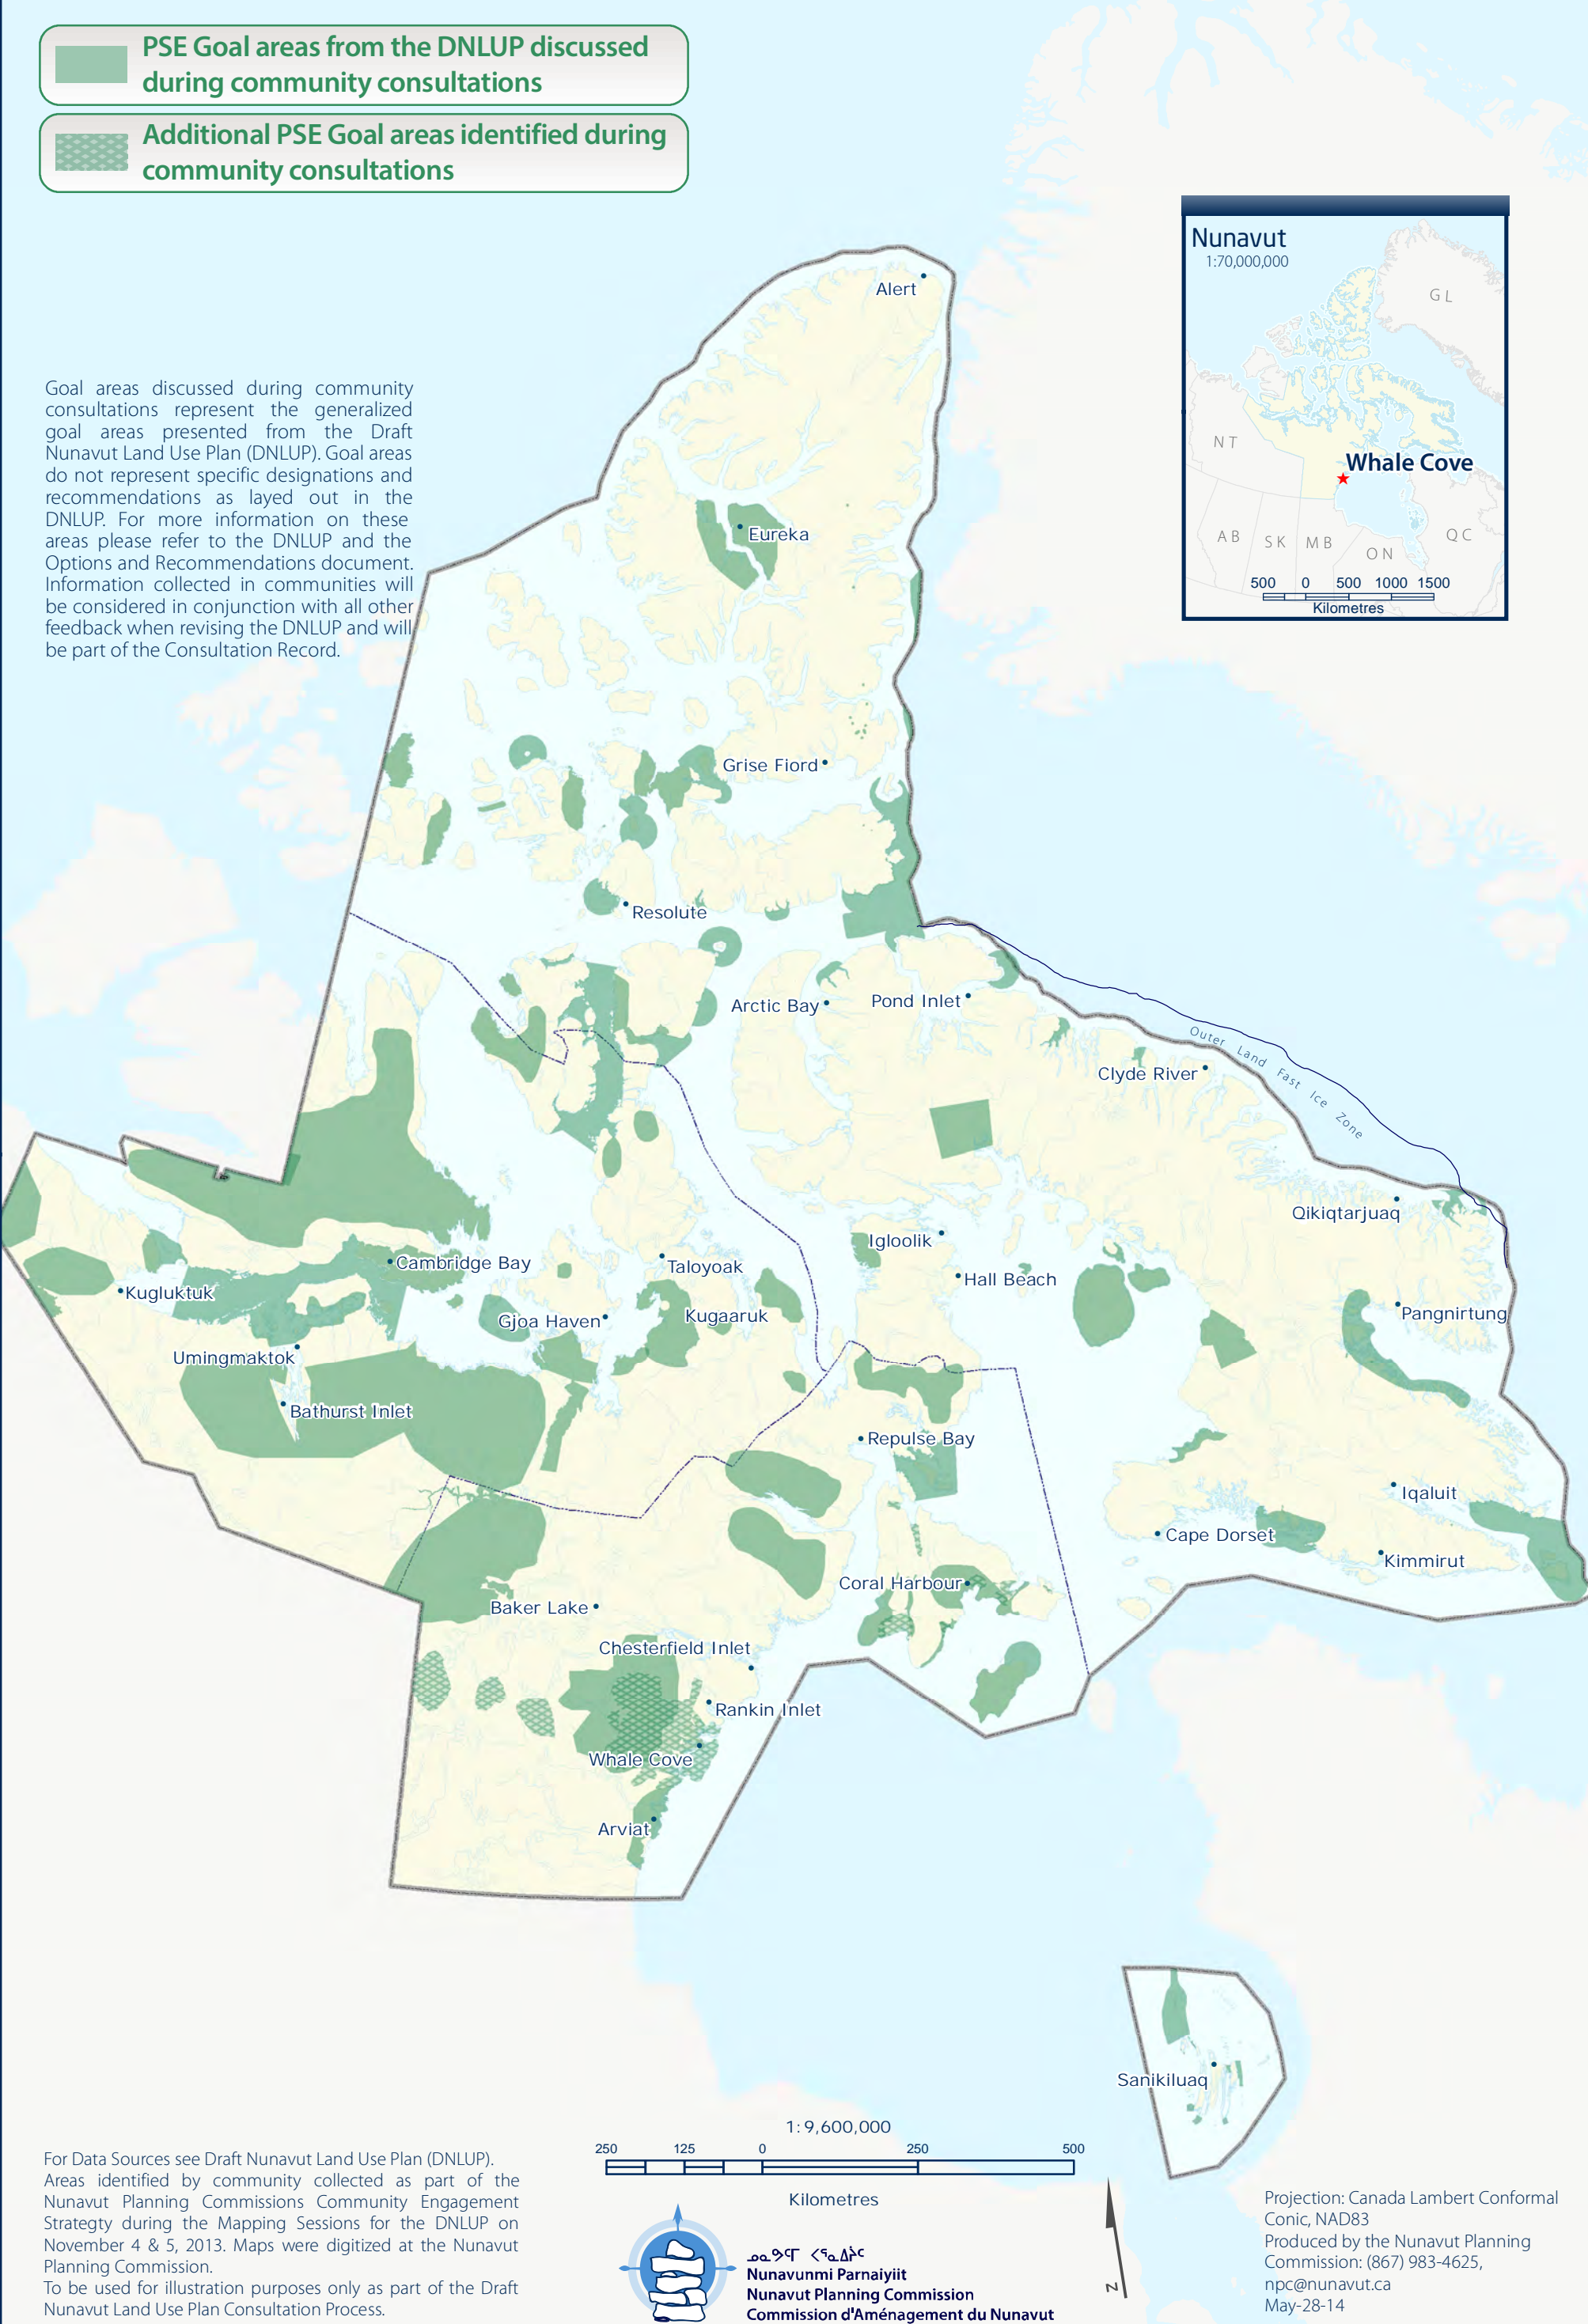 PSE Goal areas from the DNLUP discussed
during community consultations
Additional PSE Goal areas identified during
community consultations
Nunavut
1:70,000,000
GL
NT
Whale Cove
AB
SK
MB
ON
QC
500 0 500 1000 1500
Kilometres
Goal areas discussed during community
consultations represent the generalized
goal areas presented from the Draft
Nunavut Land Use Plan (DNLUP). Goal areas
do not represent specific designations and
recommendations as layed out in the
DNLUP. For more information on these
areas please refer to the DNLUP and the
Options and Recommendations document.
Information collected in communities will
be considered in conjunction with all other
feedback when revising the DNLUP and will
be part of the Consultation Record.
Alert
Eureka
Grise Fiord
Resolute
Arctic Bay
Pond Inlet
Outer Land Fast Ice Zone
Clyde River
Qikiqtarjuaq
Igloolik
Cambridge Bay
Taloyoak
Hall Beach
Kugluktuk
Gjoa Haven
Kugaaruk
Pangnirtung
Umingmaktok
Bathurst Inlet
Repulse Bay
Iqaluit
Cape Dorset
Kimmirut
Coral Harbour
Baker Lake
Chesterfield Inlet
Rankin Inlet
Whale Cove
Arviat
Sanikiluaq
1:9,600,000
250 125 0 250 500
Kilometres
For Data Sources see Draft Nunavut Land Use Plan (DNLUP).
Areas identified by community collected as part of the
Nunavut Planning Commissions Community Engagement
Strategty during the Mapping Sessions for the DNLUP on
November 4 & 5, 2013. Maps were digitized at the Nunavut
Planning Commission.
To be used for illustration purposes only as part of the Draft
Nunavut Land Use Plan Consultation Process.
ᓄᓇᕗᒻᒥ ᐸᕐᓇᐃᔨᑦ
Nunavunmi Parnaiyiit
Nunavut Planning Commission
Commission d'Aménagement du Nunavut
N
Projection: Canada Lambert Conformal
Conic, NAD83
Produced by the Nunavut Planning
Commission: (867) 983-4625,
npc@nunavut.ca
May-28-14